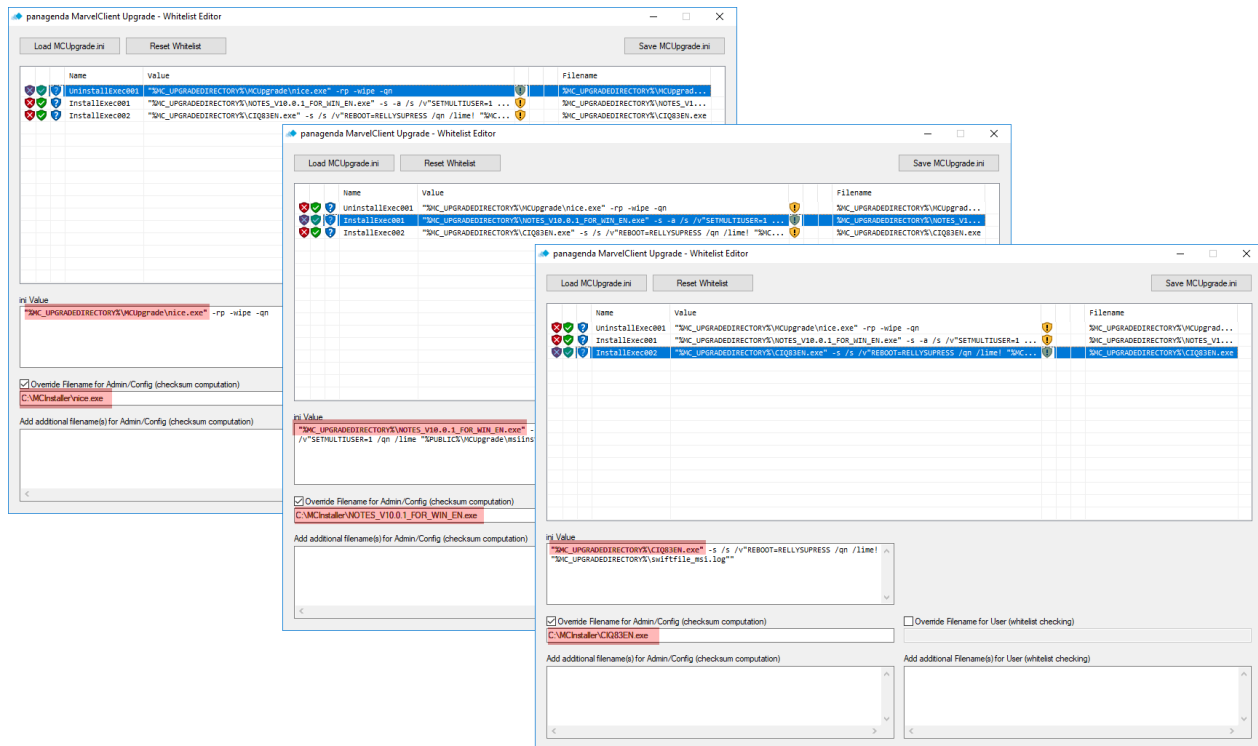 panagenda MarvelClient Upgrade - Whitelist Editor
Load MCUpgrade.ini Reset Whitelist Save MCUpgrade.ini
Name Value Filename
UninstallExec001 "%MC_UPGRADEDIRECTORY%\MCUpgrade\nice.exe" -rp -wipe -qn %MC_UPGRADEDIRECTORY%\MCUpgrad...
InstallExec001 "%MC_UPGRADEDIRECTORY%\NOTES_V10.0.1_FOR_WIN_EN.exe" -s -a /s /v"SETMULTIUSER=1 ... %MC_UPGRADEDIRECTORY%\NOTES_V1...
InstallExec002 "%MC_UPGRADEDIRECTORY%\CIQ83EN.exe" -s /s /v"REBOOT=RELLYSUPRESS /qn /lime! "%MC... %MC_UPGRADEDIRECTORY%\CIQ83EN.exe
ini Value
"%MC_UPGRADEDIRECTORY%\MCUpgrade\nice.exe" -rp -wipe -qn
Override Filename for Admin/Config (checksum computation)
C:\MCInstaller\nice.exe
Add additional filename(s) for Admin/Config (checksum computation)
panagenda MarvelClient Upgrade - Whitelist Editor
Load MCUpgrade.ini Reset Whitelist Save MCUpgrade.ini
Name Value Filename
UninstallExec001 "%MC_UPGRADEDIRECTORY%\MCUpgrade\nice.exe" -rp -wipe -qn %MC_UPGRADEDIRECTORY%\MCUpgrad...
InstallExec001 "%MC_UPGRADEDIRECTORY%\NOTES_V10.0.1_FOR_WIN_EN.exe" -s -a /s /v"SETMULTIUSER=1 ... %MC_UPGRADEDIRECTORY%\NOTES_V1...
InstallExec002 "%MC_UPGRADEDIRECTORY%\CIQ83EN.exe" -s /s /v"REBOOT=RELLYSUPRESS /qn /lime! "%MC... %MC_UPGRADEDIRECTORY%\CIQ83EN.exe
ini Value
"%MC_UPGRADEDIRECTORY%\NOTES_V10.0.1_FOR_WIN_EN.exe" -
/v"SETMULTIUSER=1 /qn /lime "%PUBLIC%\MCUpgrade\msiins
Override Filename for Admin/Config (checksum computation)
C:\MCInstaller\NOTES_V10.0.1_FOR_WIN_EN.exe
Add additional filename(s) for Admin/Config (checksum computation)
panagenda MarvelClient Upgrade - Whitelist Editor
Load MCUpgrade.ini Reset Whitelist Save MCUpgrade.ini
Name Value Filename
UninstallExec001 "%MC_UPGRADEDIRECTORY%\MCUpgrade\nice.exe" -rp -wipe -qn %MC_UPGRADEDIRECTORY%\MCUpgrad...
InstallExec001 "%MC_UPGRADEDIRECTORY%\NOTES_V10.0.1_FOR_WIN_EN.exe" -s -a /s /v"SETMULTIUSER=1 ... %MC_UPGRADEDIRECTORY%\NOTES_V1...
InstallExec002 "%MC_UPGRADEDIRECTORY%\CIQ83EN.exe" -s /s /v"REBOOT=RELLYSUPRESS /qn /lime! "%MC... %MC_UPGRADEDIRECTORY%\CIQ83EN.exe
ini Value
"%MC_UPGRADEDIRECTORY%\CIQ83EN.exe" -s /s /v"REBOOT=RELLYSUPRESS /qn /lime!
"%MC_UPGRADEDIRECTORY%\swiftfile_msi.log""
Override Filename for Admin/Config (checksum computation) Override Filename for User (whitelist checking)
C:\MCInstaller\CIQ83EN.exe
Add additional filename(s) for Admin/Config (checksum computation) Add additional Filename(s) for User (whitelist checking)